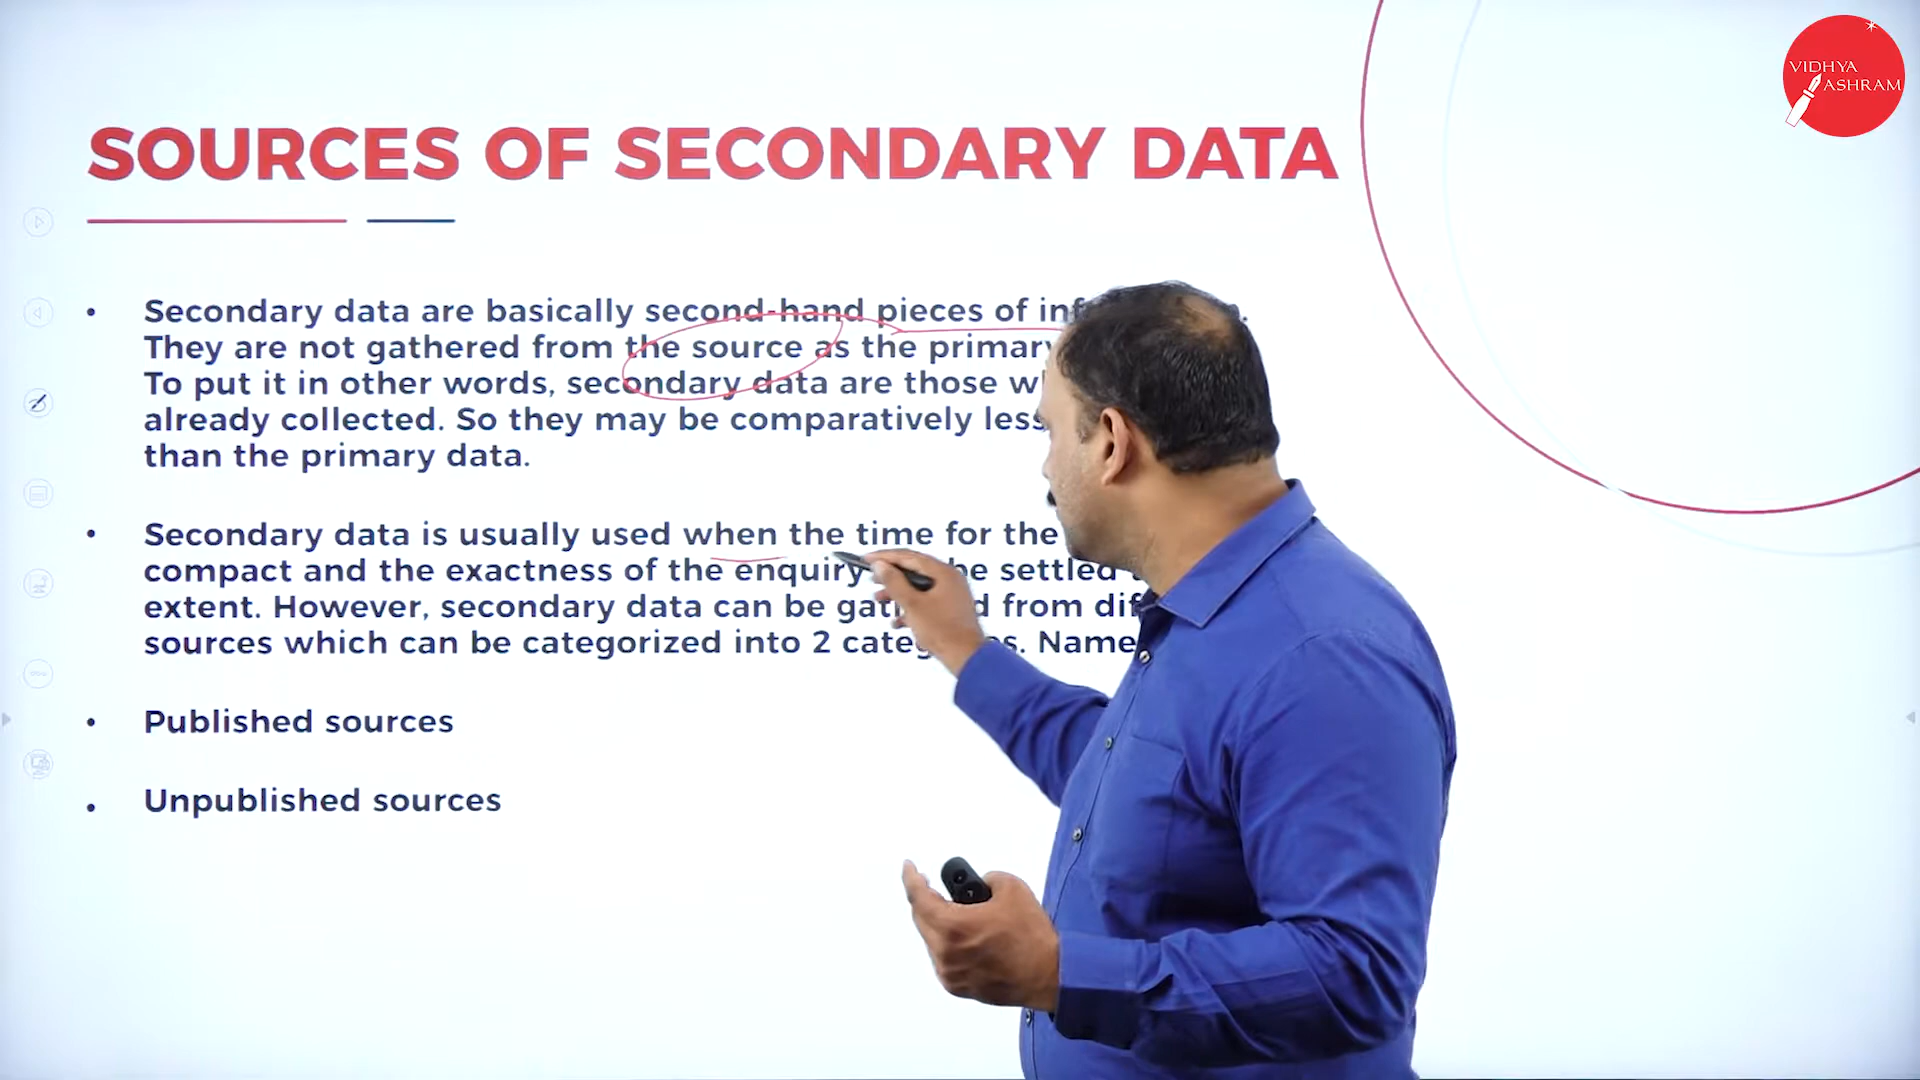 VIDHYA
ASHRAM
SOURCES OF SECONDARY DATA
• Secondary data are basically second-hand pieces of
They are not gathered from the source as the primary
To put it in other words, secondary data are those
already collected. So they may be comparatively less
than the primary data.
• Secondary data is usually used when the time for the
compact and the exactness of the enquiry be settled
extent. However, secondary data can be from
sources which can be categorized into 2
• Published sources
• Unpublished sources